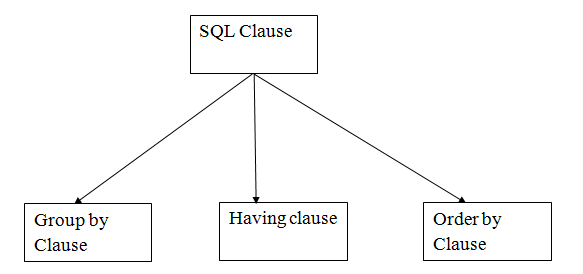 SQL Clause
Group by
Clause
Having clause
Order by
Clause